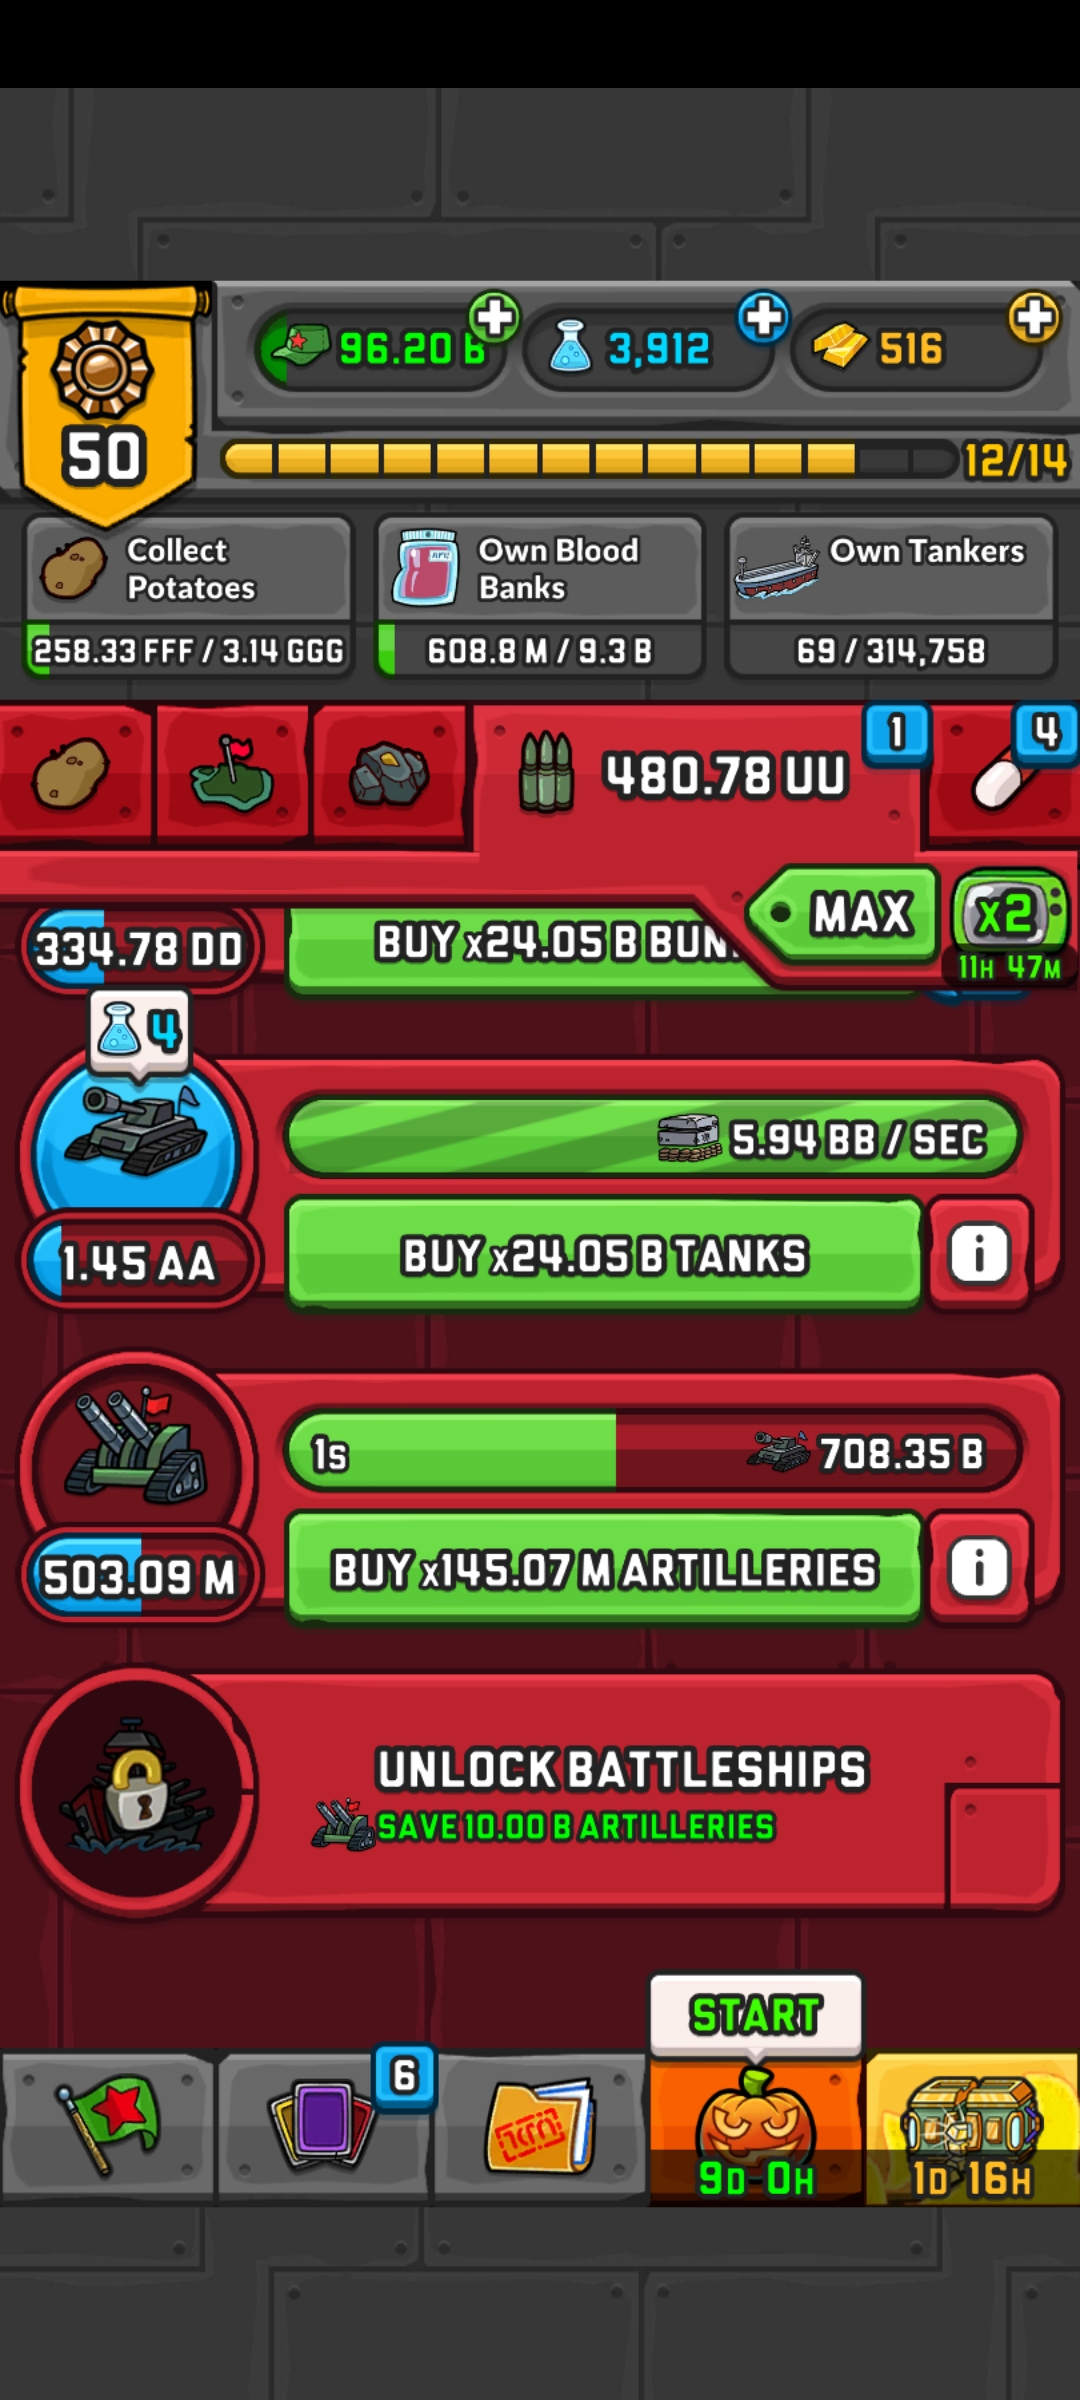 50
96.20 B
3,912
516
12/14
Collect
Potatoes
258.33 FFF / 3.14 GGG
Own Blood
Banks
608.8 M / 9.3 B
Own Tankers
69 / 314,758
480.78 UU
1
4
MAX
x2
11H 47M
334.78 DD
BUY x24.05 B BUN
4
5.94 BB / SEC
1.45 AA
BUY x24.05 B TANKS
i
1s
708.35 B
503.09 M
BUY x145.07 M ARTILLERIES
i
UNLOCK BATTLESHIPS
SAVE 10.00 B ARTILLERIES
START
6
9D 0H
1D 16H